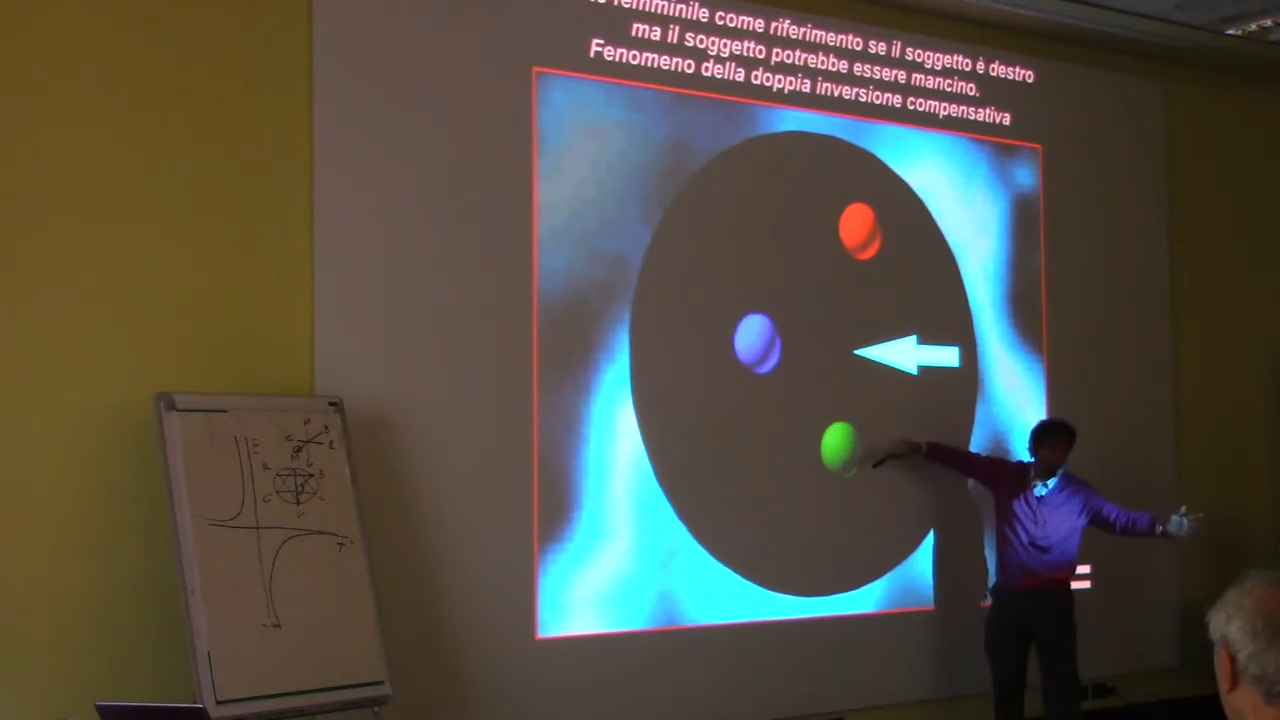 femminile come riferimento se il soggetto è destro
ma il soggetto potrebbe essere mancino.
Fenomeno della doppia inversione compensativa
=